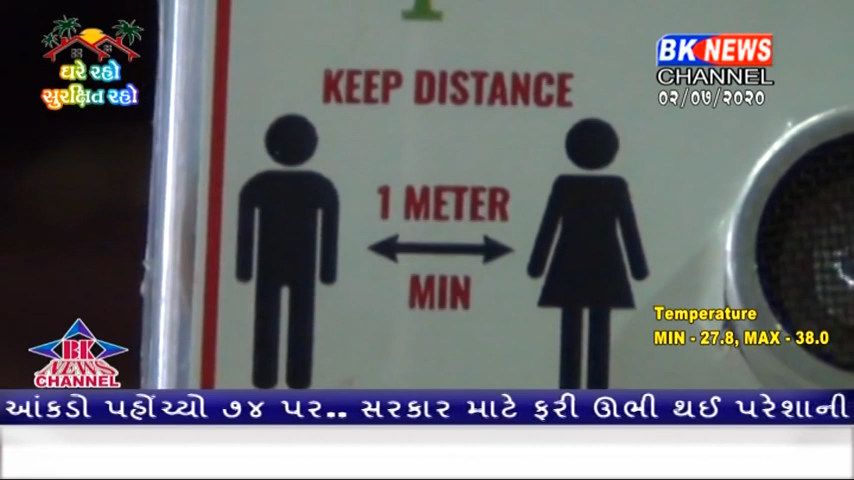 ઘરે રહો
સુરક્ષિત રહો
BK NEWS
CHANNEL
૦૨/૦૭/૨૦૨૦
KEEP DISTANCE
1 METER
MIN
Temperature
MIN - 27.8, MAX - 38.0
BK
NEWS
CHANNEL
આંકડો પહોંચ્યો ૭૪ પર.. સરકાર માટે ફરી ઊભી થઈ પરેશાની